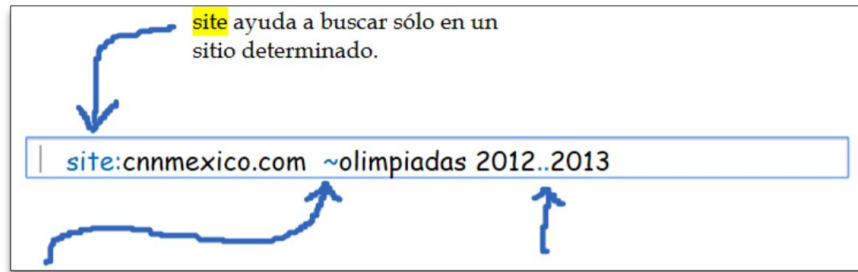 site ayuda a buscar sólo en un
sitio determinado.
site:cnnmexico.com ~olimpiadas 2012..2013